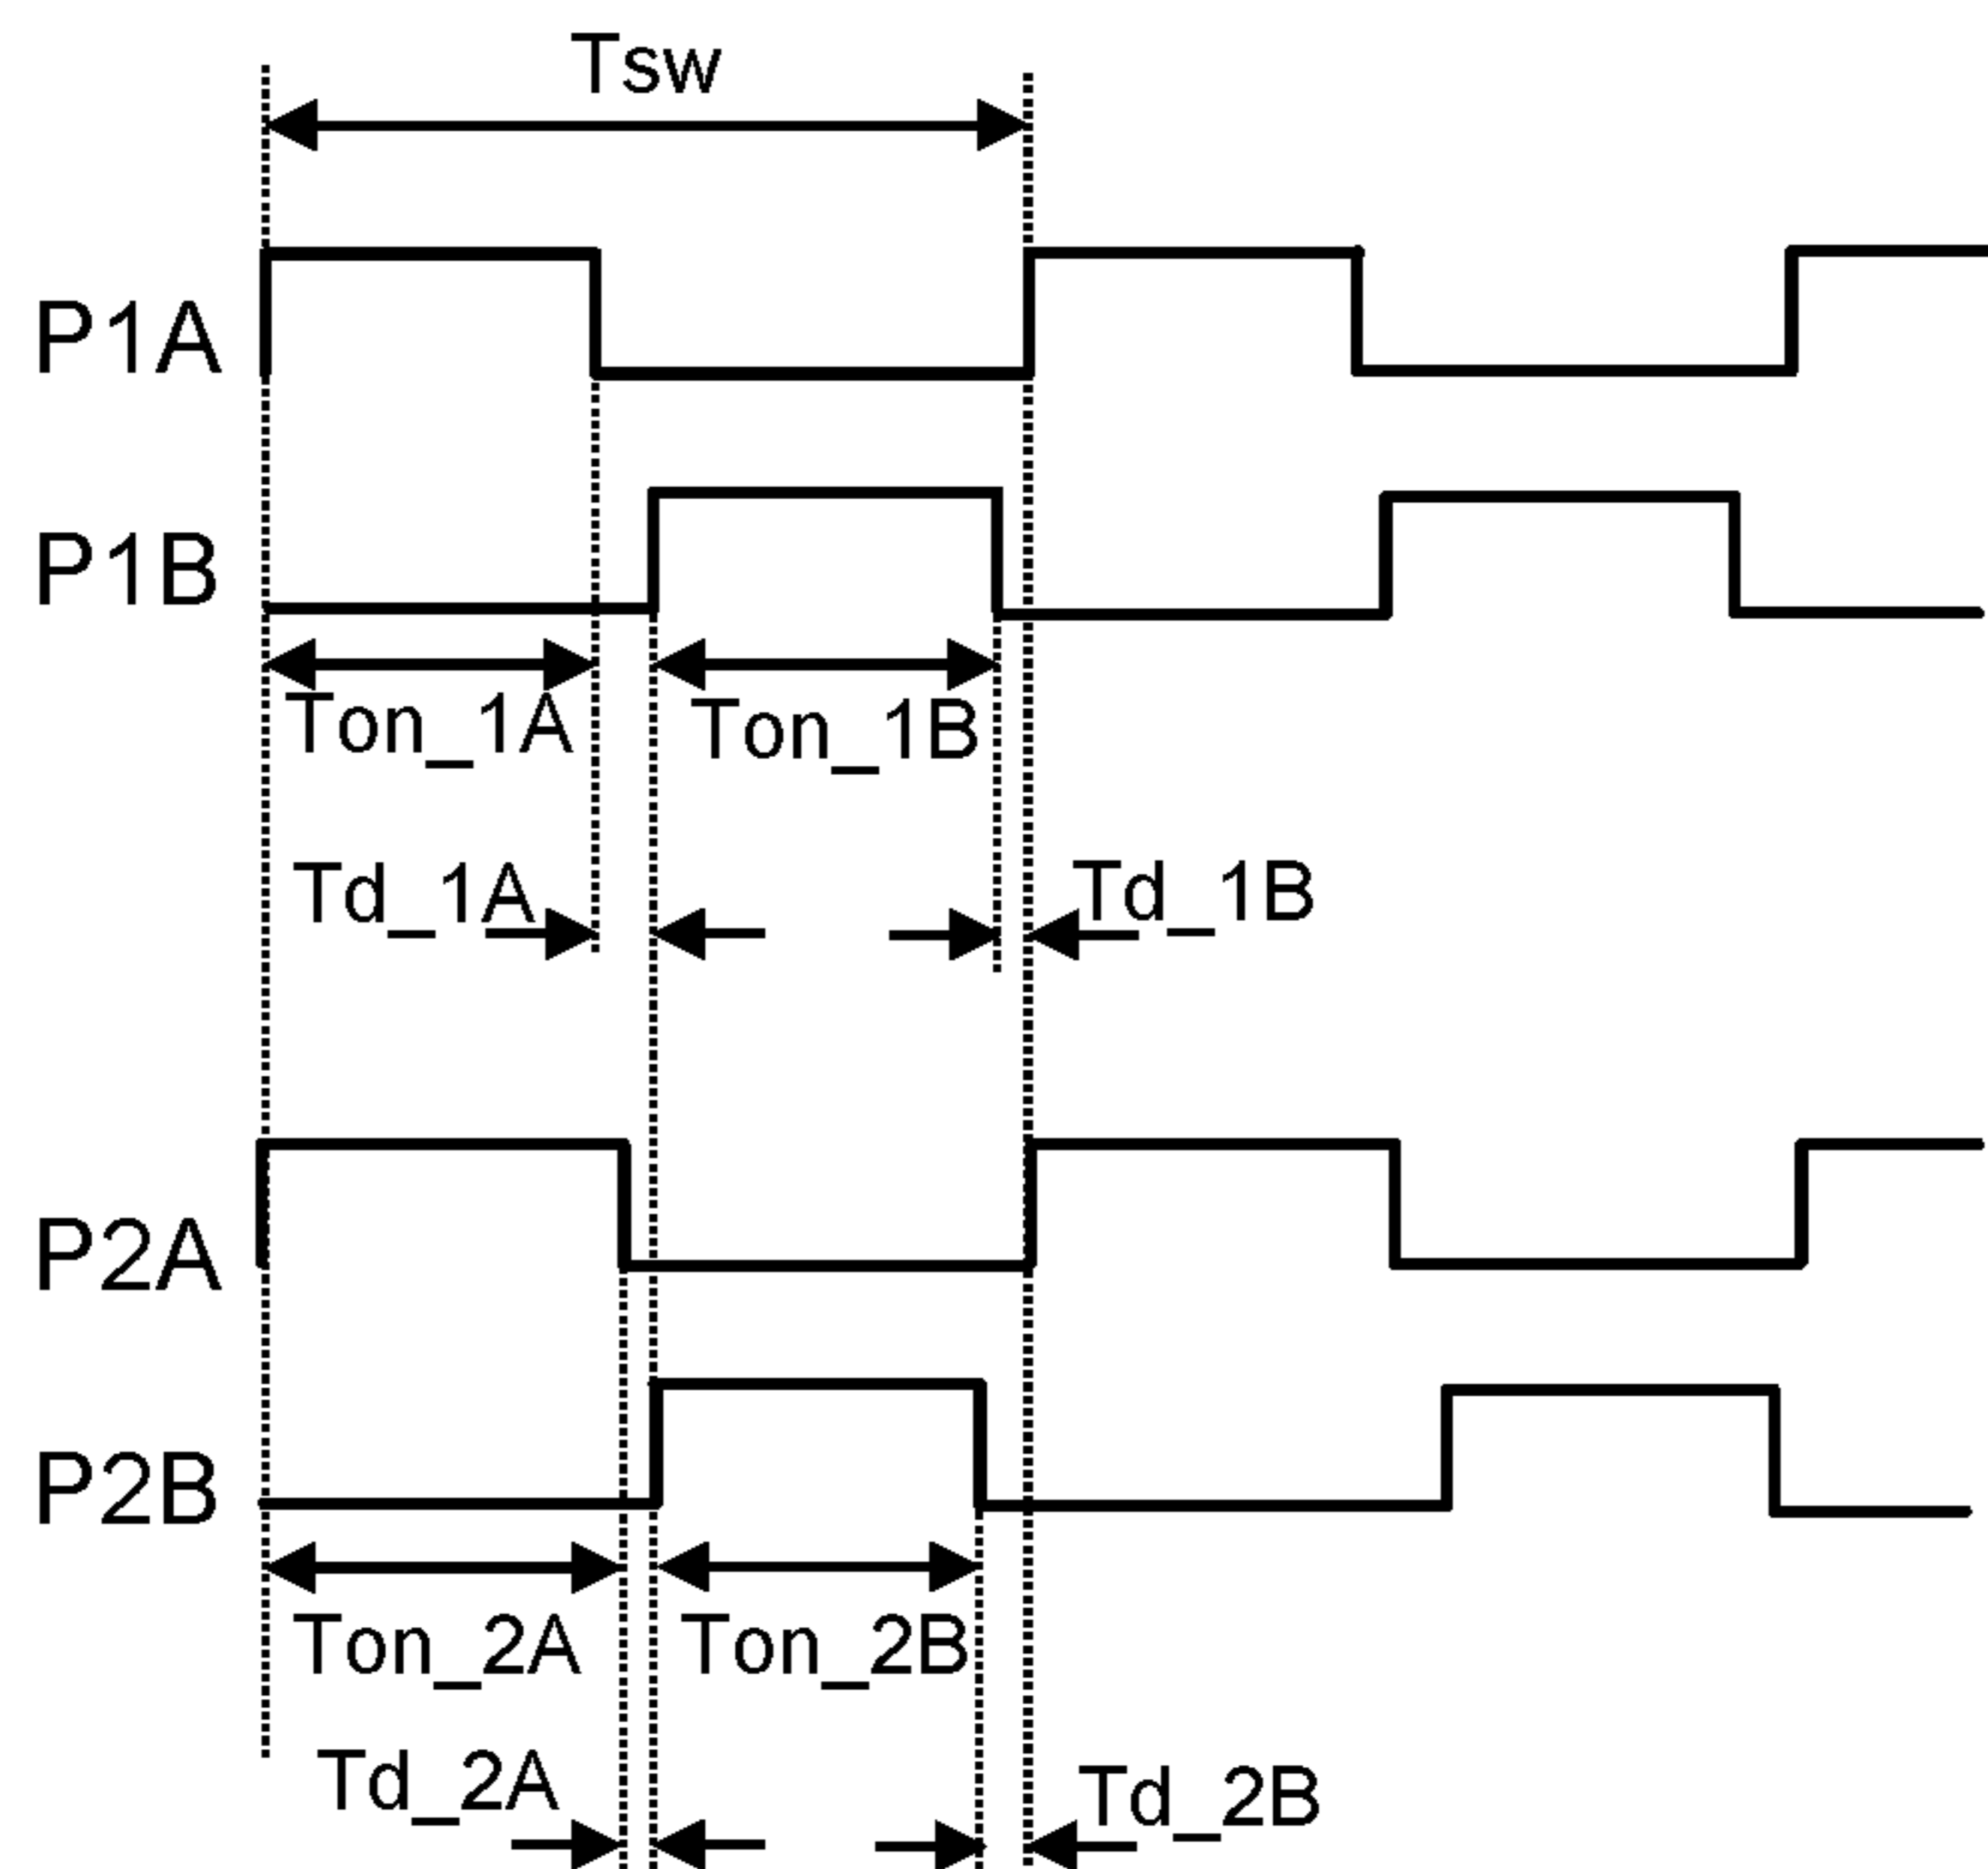 Tsw
P1A
P1B
Ton_1A Ton_1B
Td_1A Td_1B
P2A
P2B
Ton_2A Ton_2B
Td_2A Td_2B